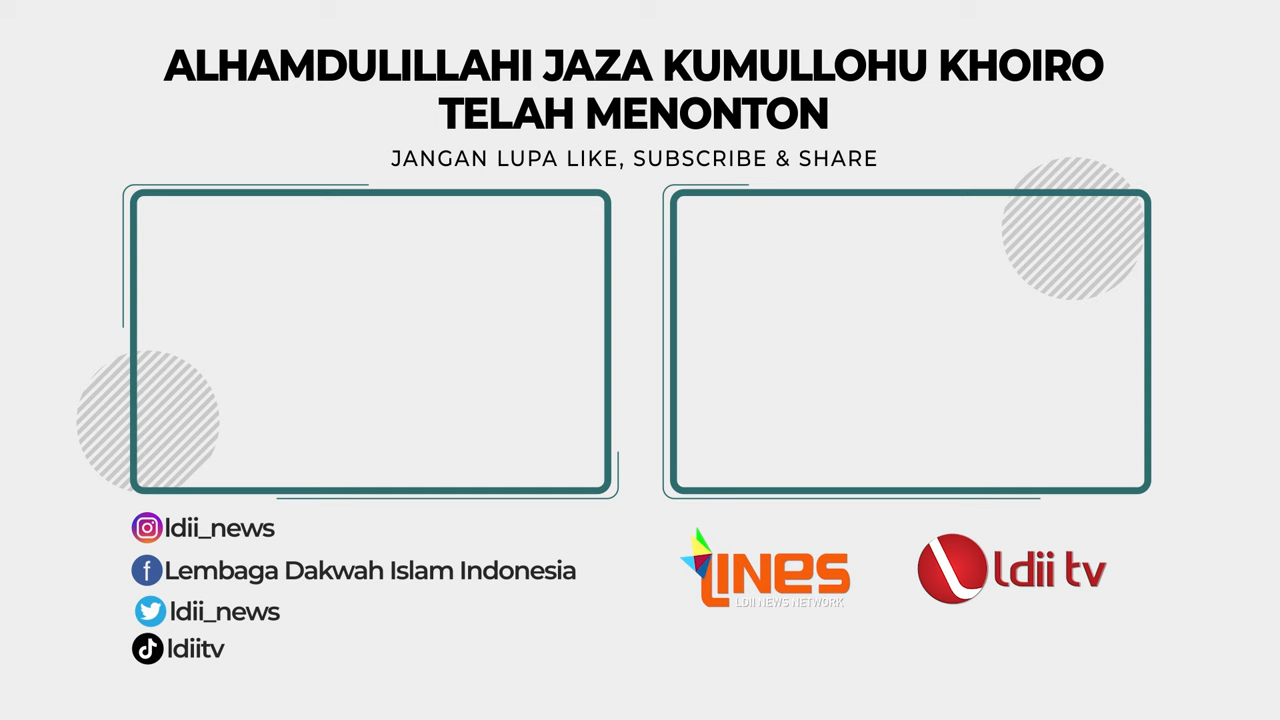 ALHAMDULILLAHI JAZA KUMULLOHU KHOIRO
TELAH MENONTON
JANGAN LUPA LIKE, SUBSCRIBE & SHARE
ldii_news
Lembaga Dakwah Islam Indonesia
ldii_news
ldiitv
LINES
LDII NEWS NETWORK
ldii tv